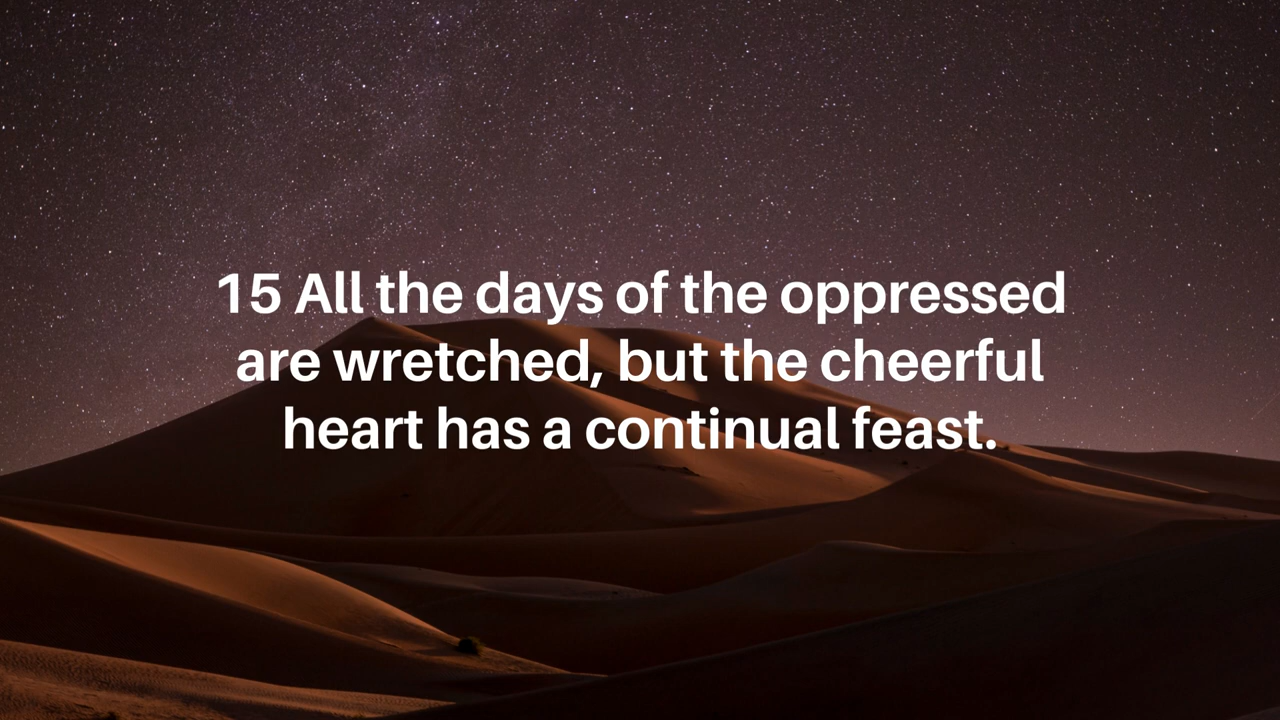 15 All the days of the oppressed
are wretched, but the cheerful
heart has a continual feast.